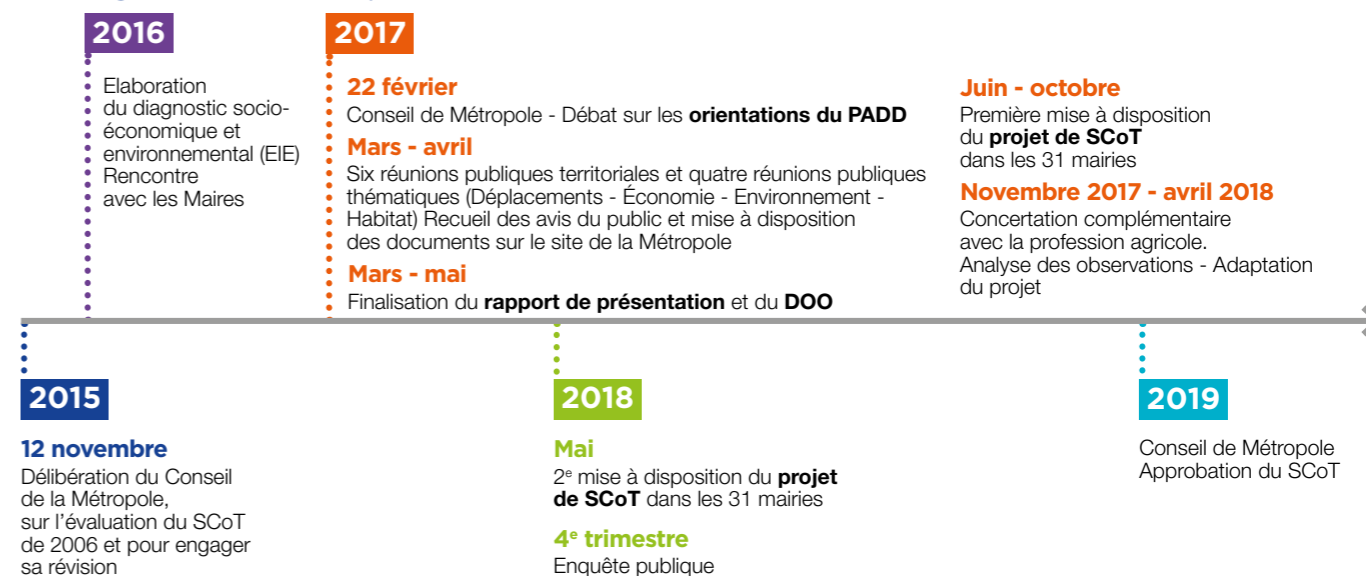 2016
Elaboration
du diagnostic socio-
économique et
environnemental (EIE)
Rencontre
avec les Maires
2017
22 février
Conseil de Métropole - Débat sur les orientations du PADD
Mars - avril
Six réunions publiques territoriales et quatre réunions publiques
thématiques (Déplacements - Économie - Environnement -
Habitat) Recueil des avis du public et mise à disposition
des documents sur le site de la Métropole
Mars - mai
Finalisation du rapport de présentation et du DOO
Juin - octobre
Première mise à disposition
du projet de SCoT
dans les 31 mairies
Novembre 2017 - avril 2018
Concertation complémentaire
avec la profession agricole.
Analyse des observations - Adaptation
du projet
2015
12 novembre
Délibération du Conseil
de la Métropole,
sur l'évaluation du SCoT
de 2006 et pour engager
sa révision
2018
Mai
2e mise à disposition du projet
de SCoT dans les 31 mairies
4e trimestre
Enquête publique
2019
Conseil de Métropole
Approbation du SCoT